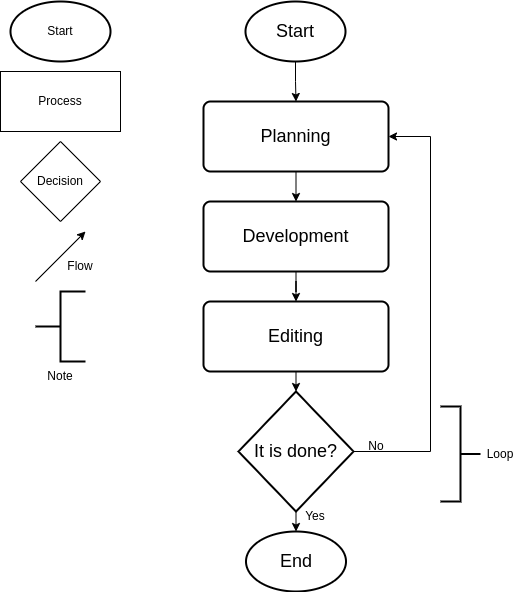 Start
Process
Decision
Flow
Note
Start
Planning
Development
Editing
It is done?
No
Yes
End
Loop